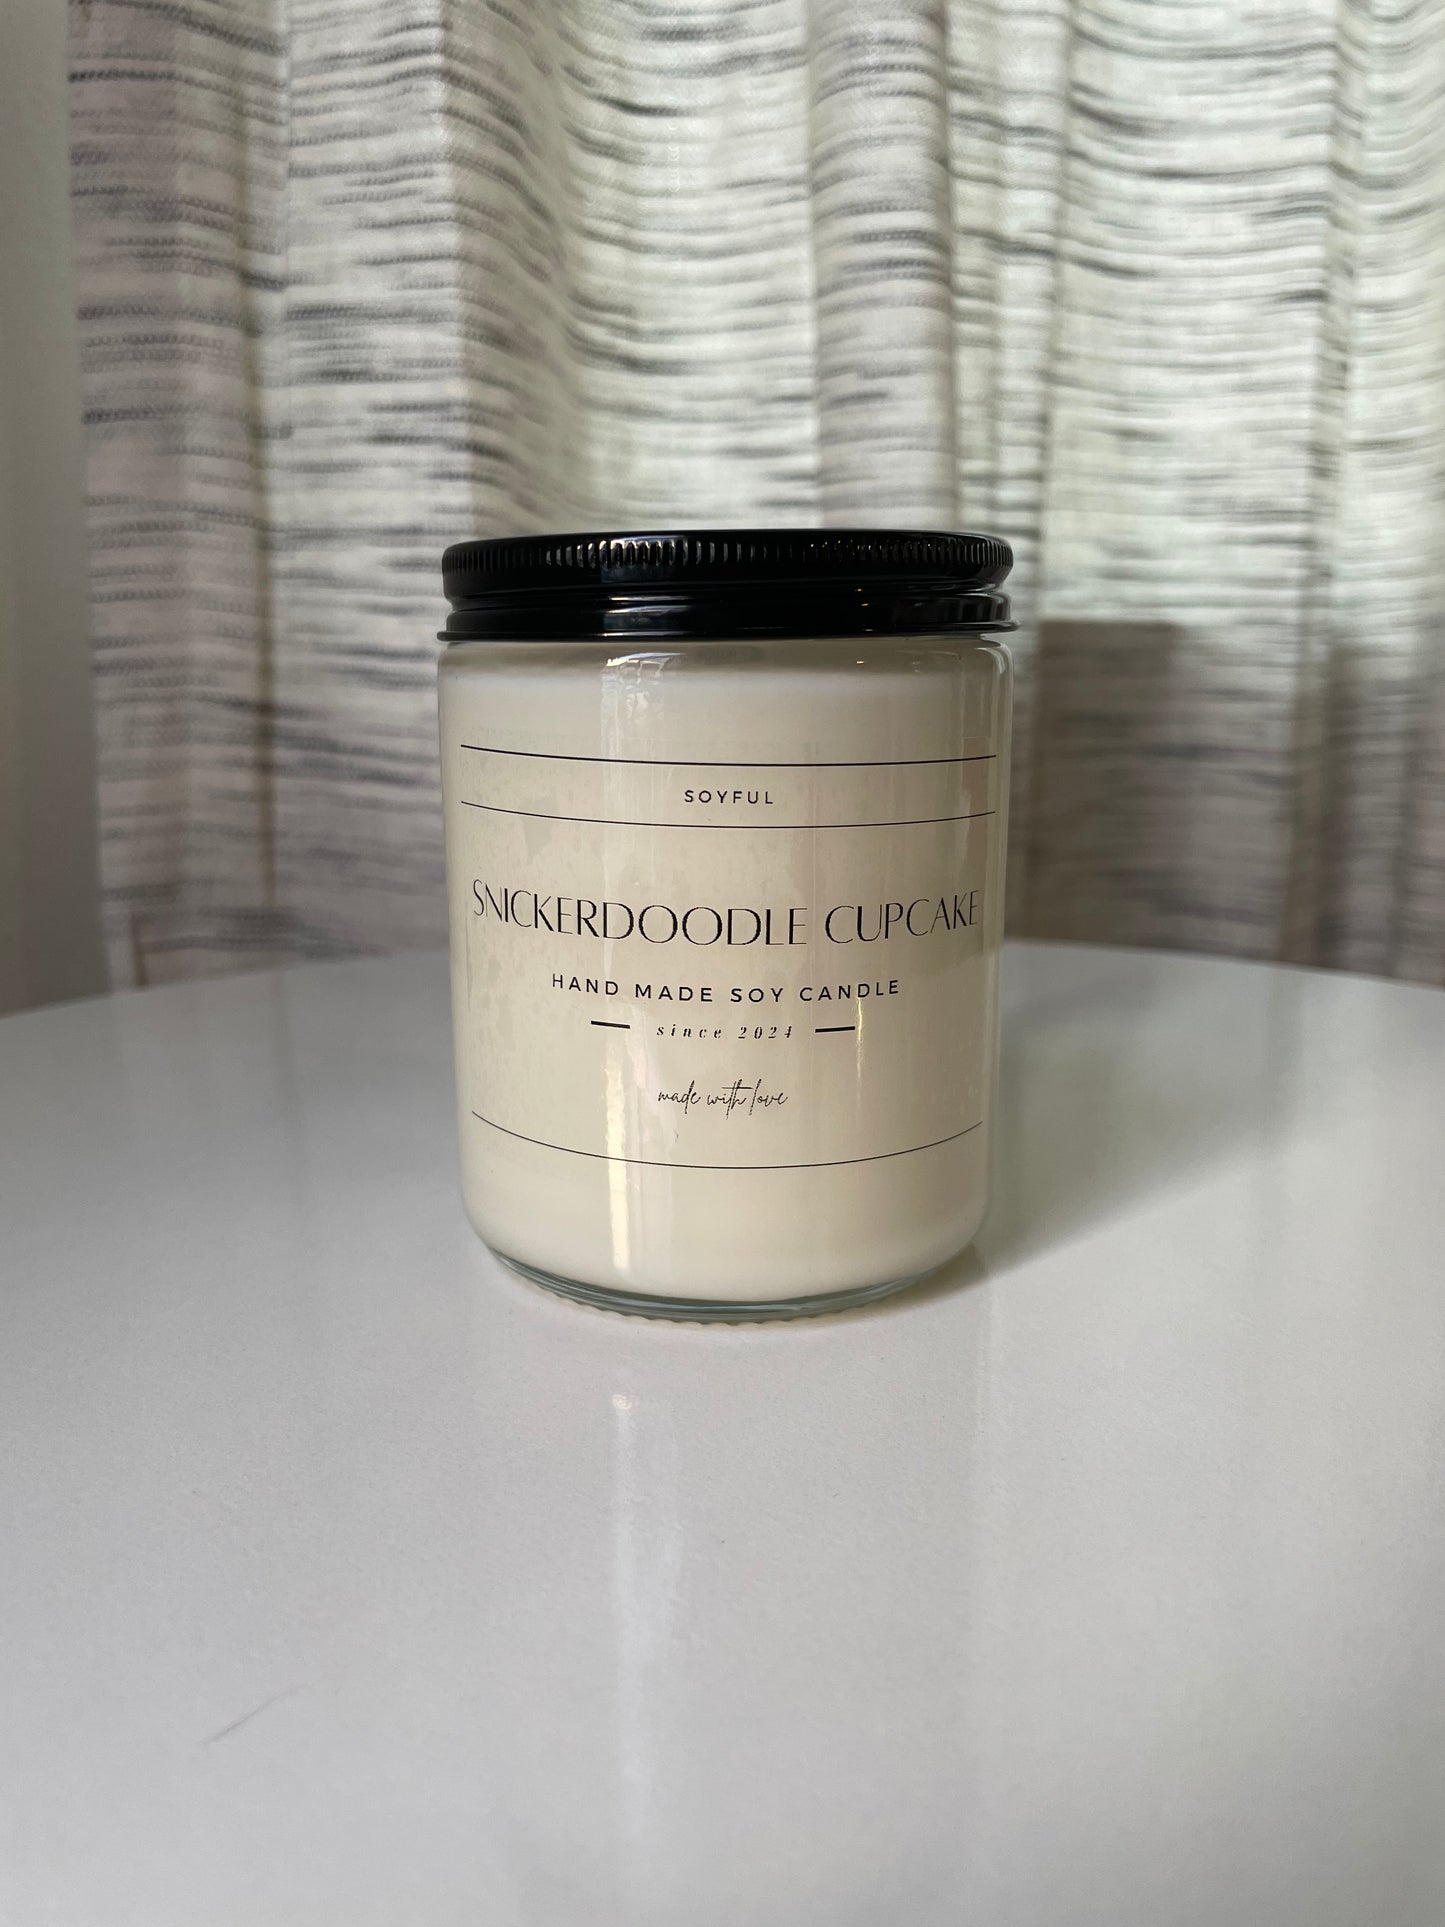 SOYFUL
SNICKERDOODLE CUPCAKE
HAND MADE SOY CANDLE
since 2024
made with love